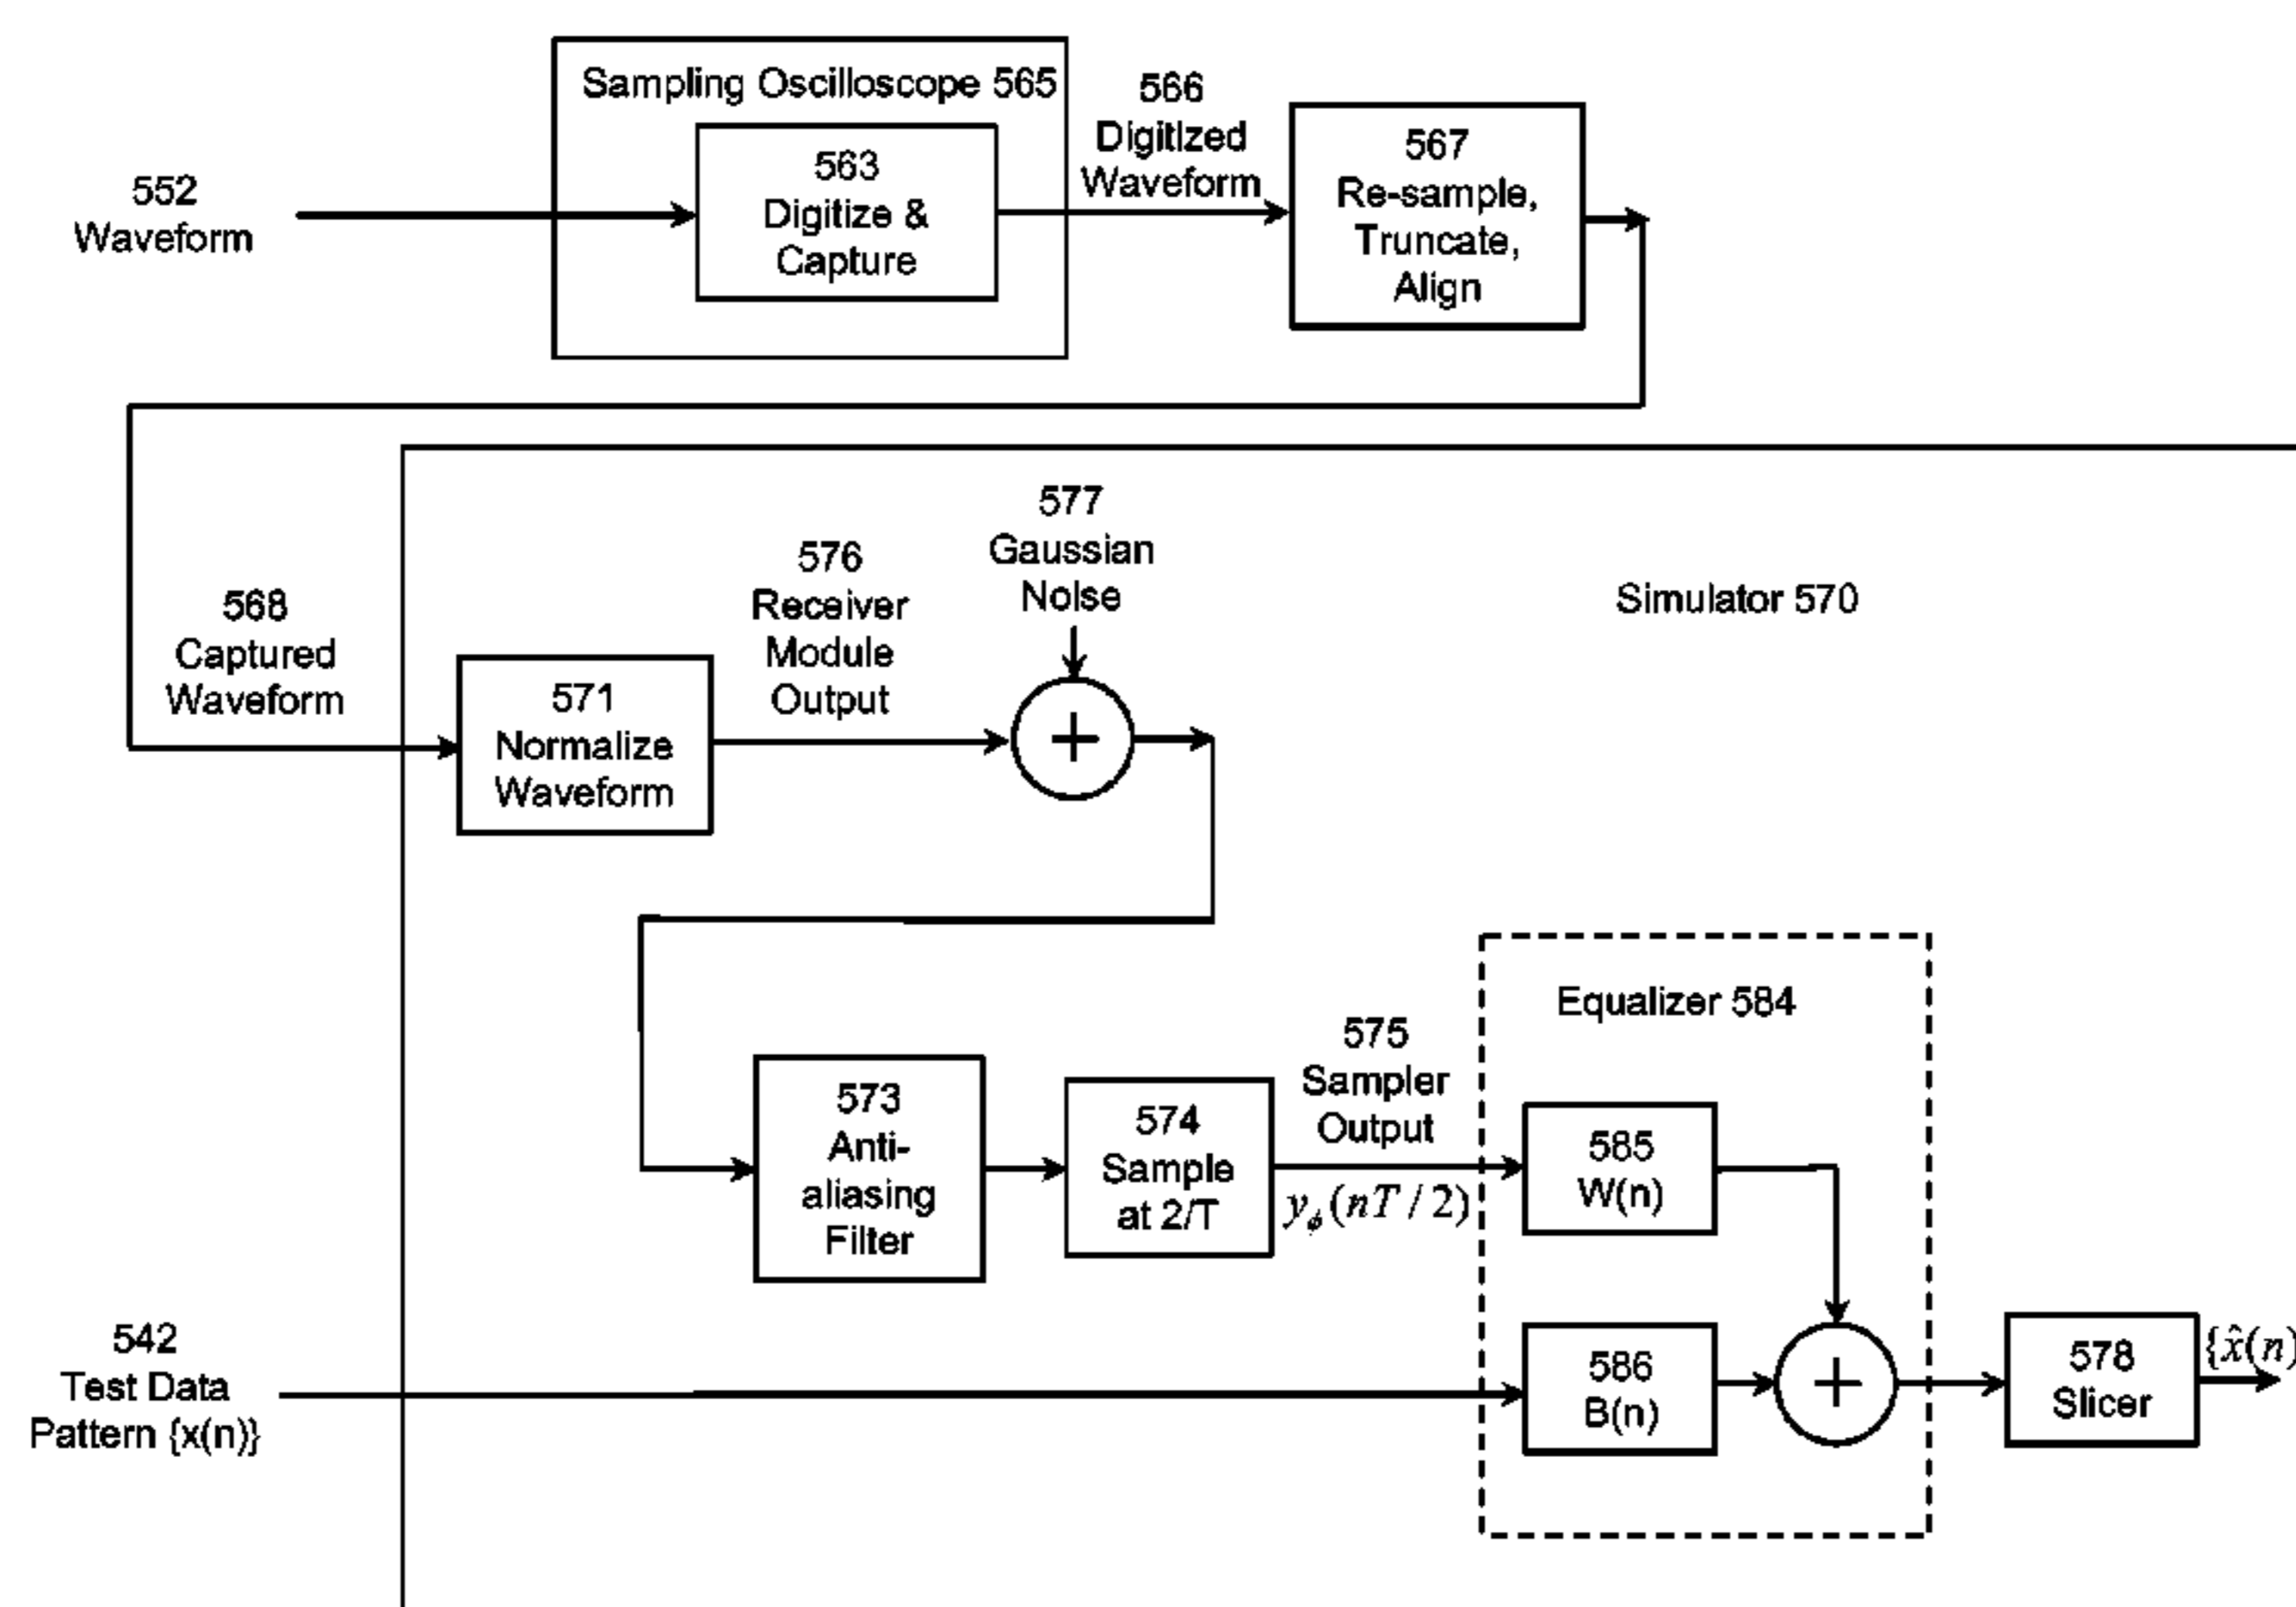 Sampling Oscilloscope 565
552
Waveform
563
Digitize &
Capture
566
Digitized
Waveform
567
Re-sample,
Truncate,
Align
577
Gaussian
Noise
576
Receiver
Module
Output
Simulator 570
568
Captured
Waveform
571
Normalize
Waveform
+
Equalizer 584
573
Anti-
aliasing
Filter
574
Sample
at 2/T
575
Sampler
Output
yϕ(nT / 2)
585
W(n)
542
Test Data
Pattern {x(n)}
586
B(n)
+
578
Slicer
{x̂(n)